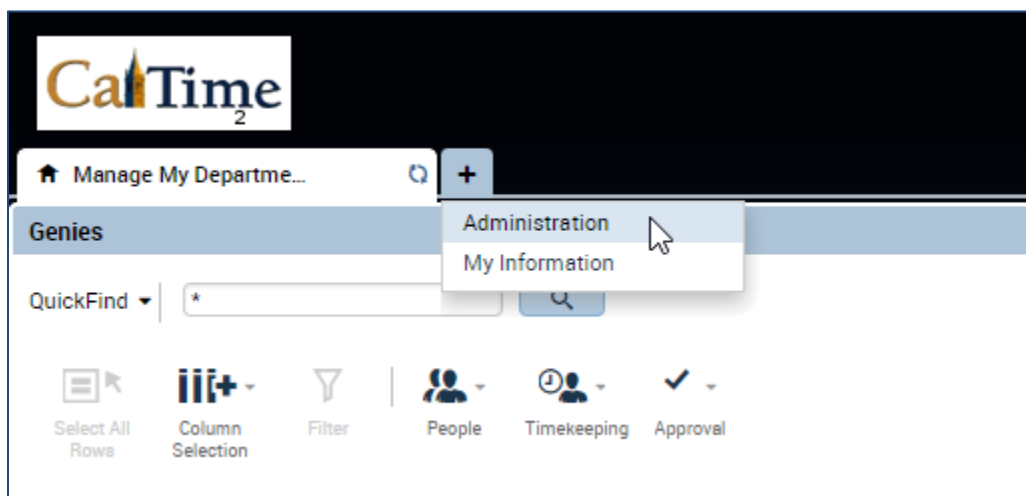 CalTime
2
Manage My Departme...
+
Administration
My Information
Genies
QuickFind
*
Select All
Rows
Column
Selection
Filter
People
Timekeeping
Approval